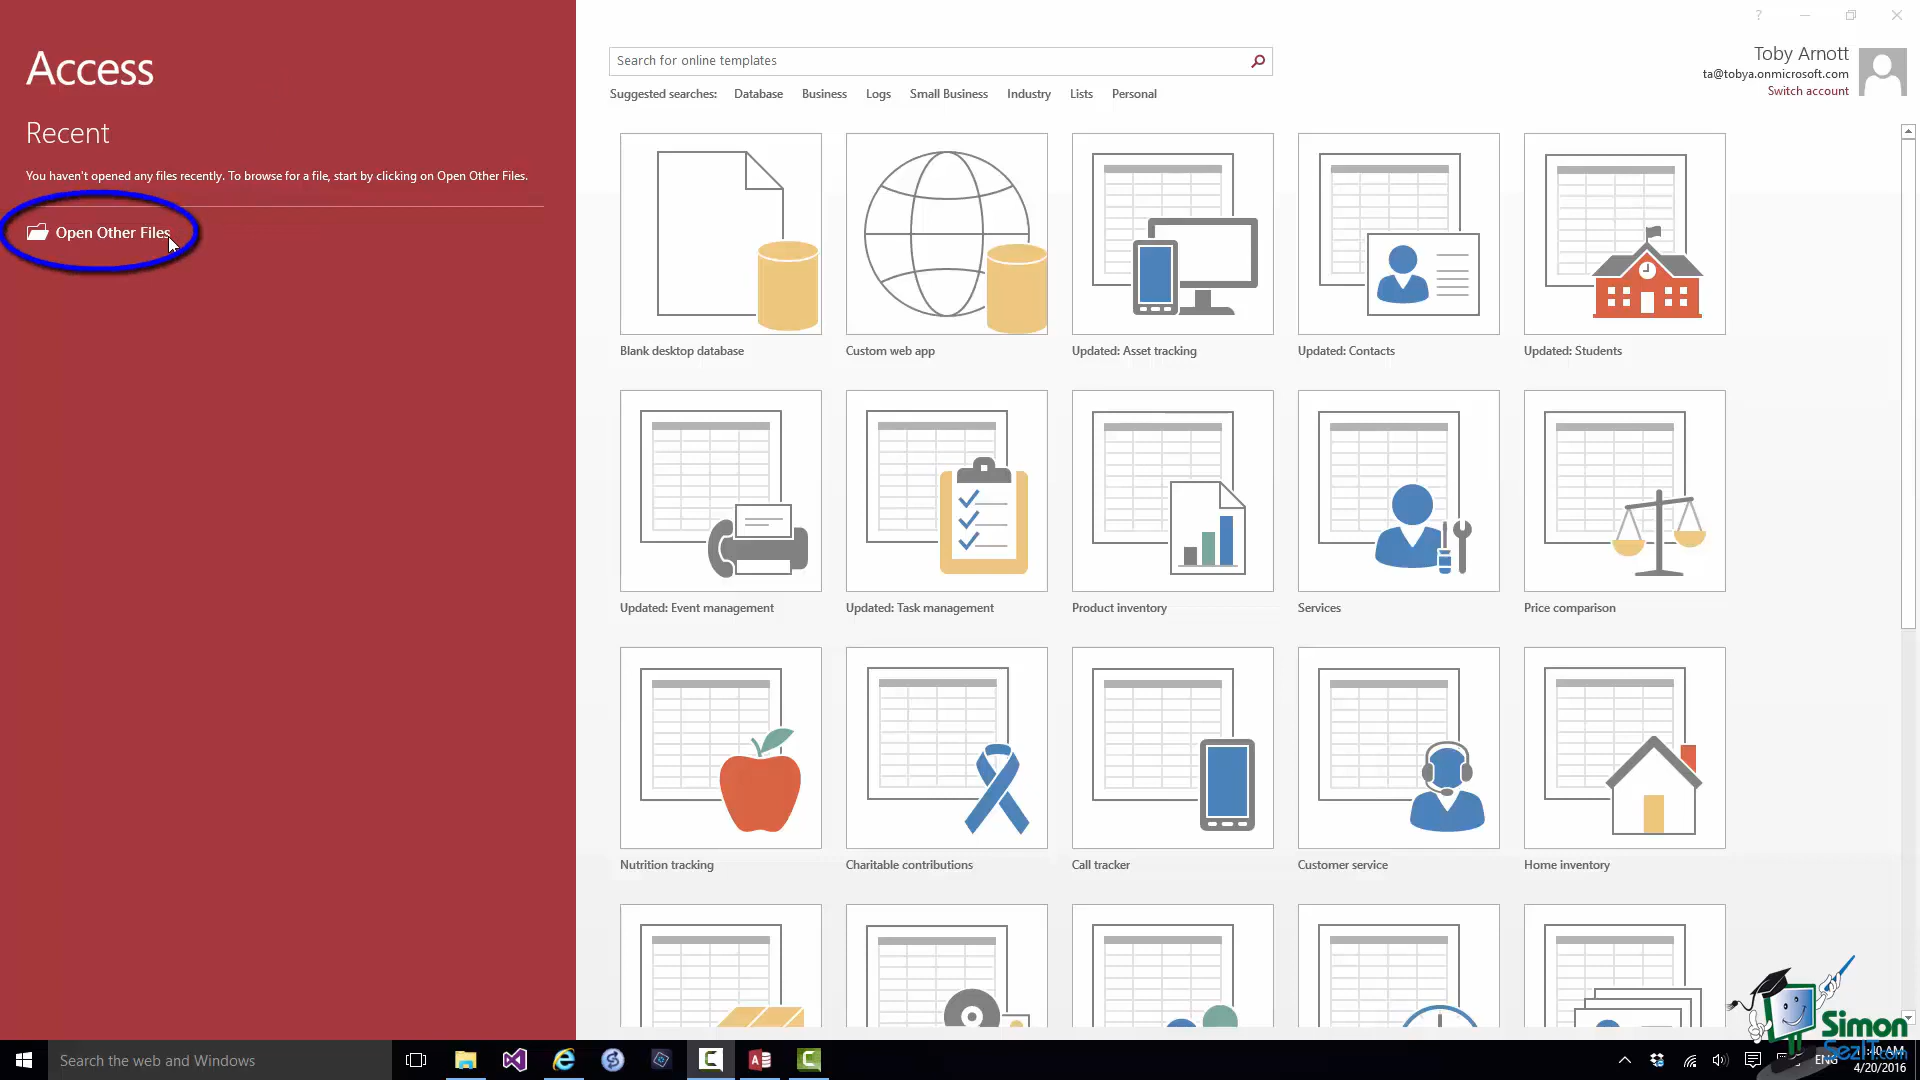 Access
Recent
You haven't opened any files recently. To browse for a file, start by clicking on Open Other Files.
Open Other Files
?
Search for online templates
Suggested searches: Database Business Logs Small Business Industry Lists Personal
Toby Arnott
ta@tobya.onmicrosoft.com
Switch account
Blank desktop database
Custom web app
Updated: Asset tracking
Updated: Contacts
Updated: Students
Updated: Event management
Updated: Task management
Product inventory
Services
Price comparison
Nutrition tracking
Charitable contributions
Call tracker
Customer service
Home inventory
Simon
SezIT.com
Search the web and Windows
ENG
:40 AM
4/20/2016